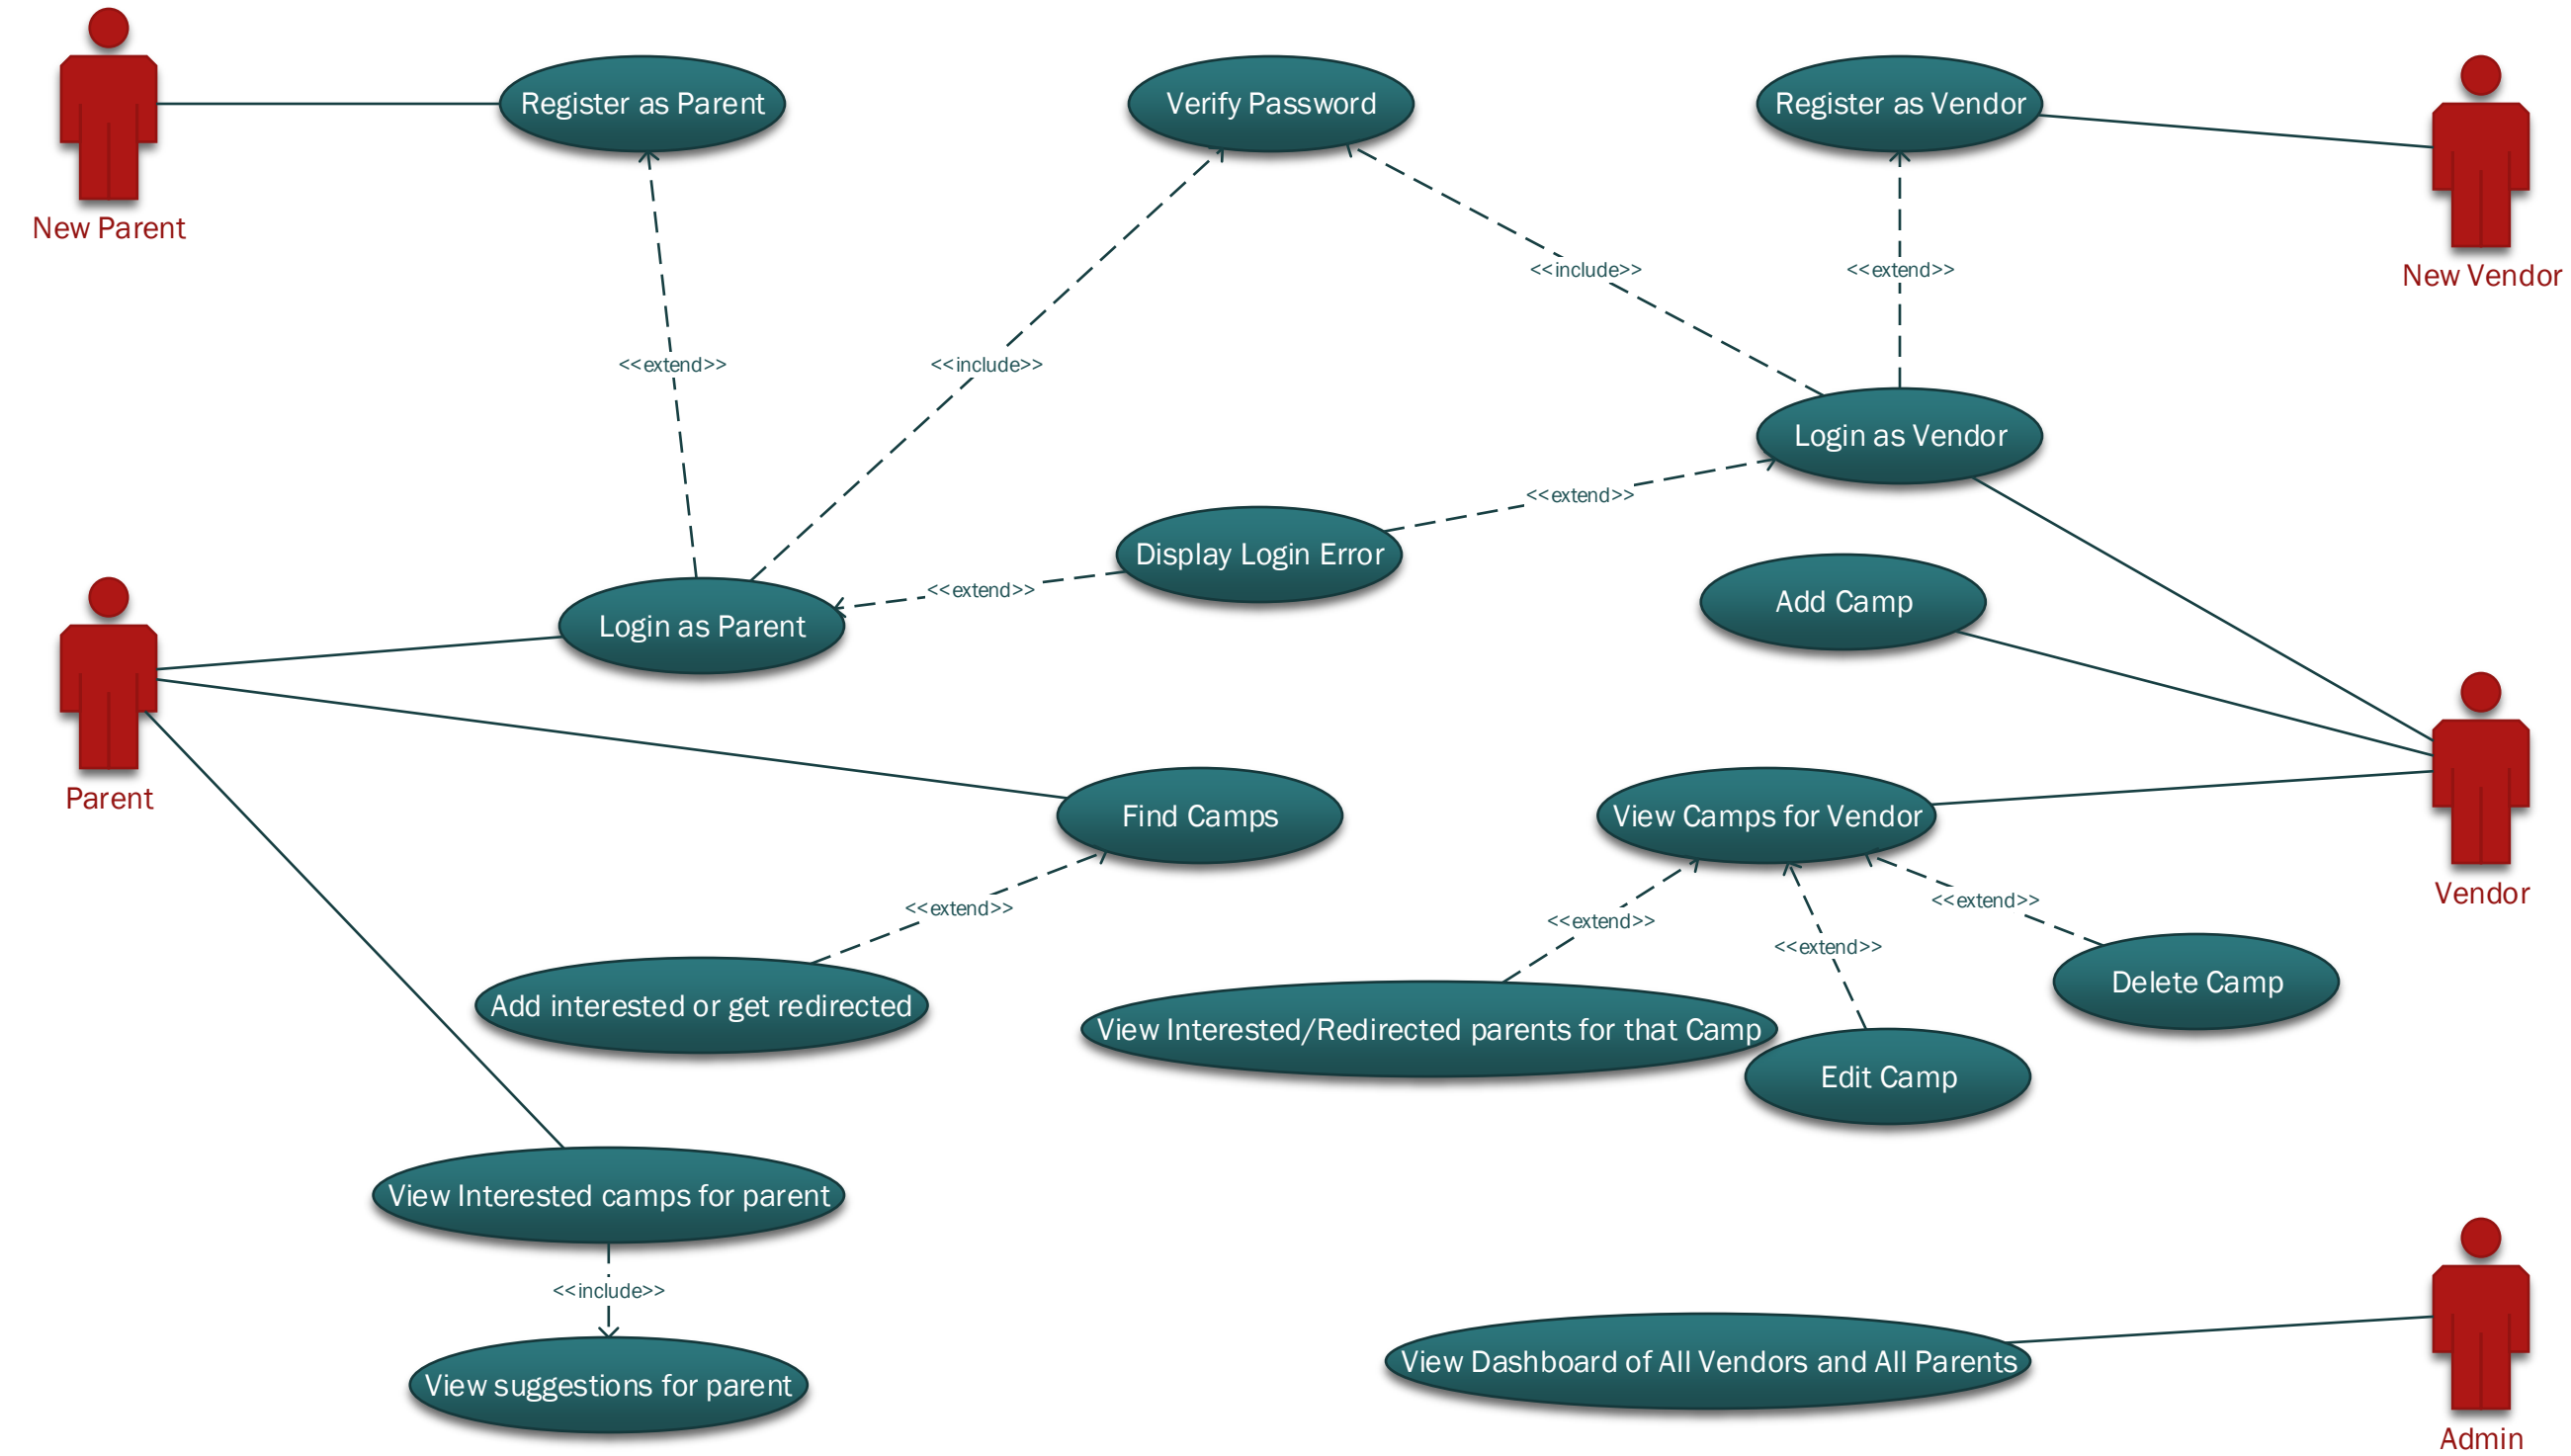 Register as Parent
Verify Password
Register as Vendor
New Parent
New Vendor
<<include>>
<<extend>>
<<extend>>
<<include>>
Login as Vendor
<<extend>>
Display Login Error
<<extend>>
Add Camp
Login as Parent
Parent
Find Camps
View Camps for Vendor
Vendor
<<extend>>
<<extend>>
<<extend>>
<<extend>>
Delete Camp
Add interested or get redirected
View Interested/Redirected parents for that Camp
Edit Camp
View Interested camps for parent
<<include>>
View Dashboard of All Vendors and All Parents
View suggestions for parent
Admin